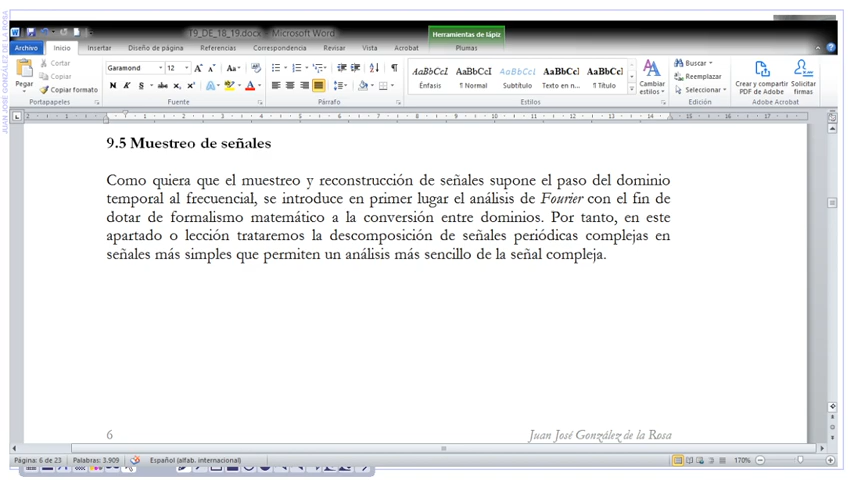 JUAN JOSÉ GONZÁLEZ DE LA ROSA
T9_DE_18_19.docx - Microsoft Word
Herramientas de lápiz
Archivo Inicio Insertar Diseño de página Referencias Correspondencia Revisar Vista Acrobat Plumas
Pegar
Cortar
Copiar
Copiar formato
Portapapeles
Garamond 12
Fuente
Párrafo
AaBbCcI AaBbCcI AaBbCcI AaBbCcI AaBbCcI
Énfasis ¶ Normal Subtítulo Texto en n... ¶ Título
Cambiar estilos
Estilos
Buscar
Reemplazar
Seleccionar
Edición
Crear y compartir PDF de Adobe
Solicitar firmas
Adobe Acrobat
9.5 Muestreo de señales
Como quiera que el muestreo y reconstrucción de señales supone el paso del dominio
temporal al frecuencial, se introduce en primer lugar el análisis de Fourier con el fin de
dotar de formalismo matemático a la conversión entre dominios. Por tanto, en este
apartado o lección trataremos la descomposición de señales periódicas complejas en
señales más simples que permiten un análisis más sencillo de la señal compleja.
6 Juan José González de la Rosa
Página: 6 de 23 Palabras: 3.909 Español (alfab. internacional) 170%